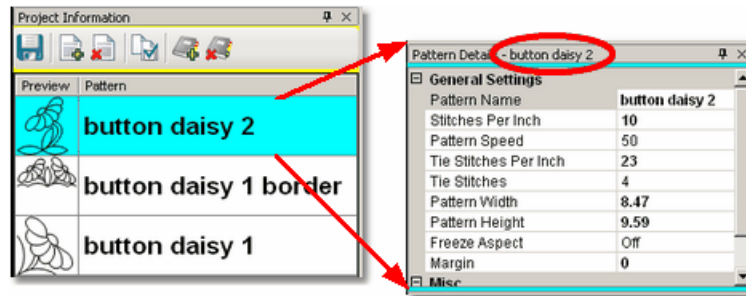 Project Information
Preview Pattern
button daisy 2
button daisy 1 border
button daisy 1
Pattern Details - button daisy 2
General Settings
Pattern Name button daisy 2
Stitches Per Inch 10
Pattern Speed 50
Tie Stitches Per Inch 23
Tie Stitches 4
Pattern Width 8.47
Pattern Height 9.59
Freeze Aspect Off
Margin 0
Misc